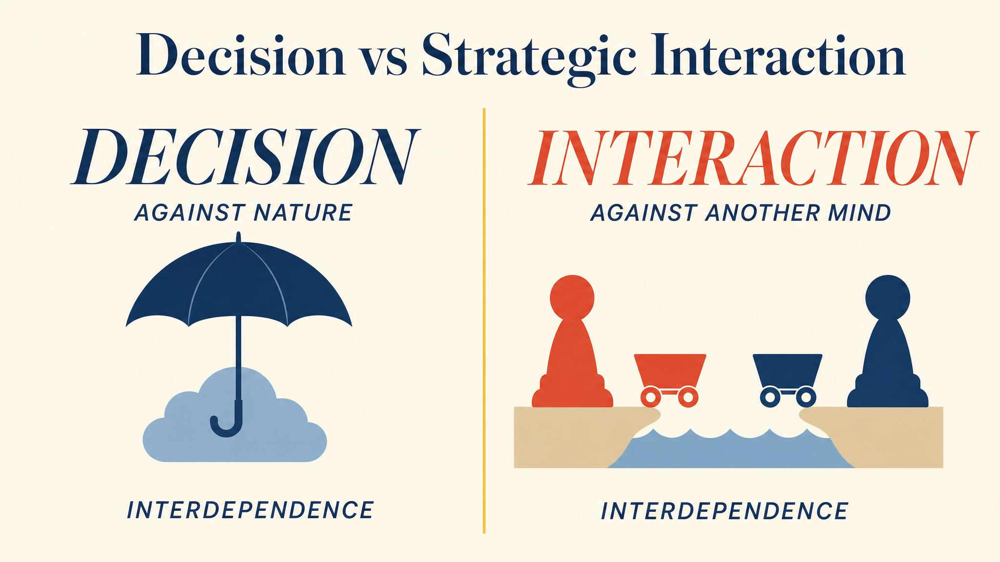 Decision vs Strategic Interaction
DECISION
AGAINST NATURE
INTERDEPENDENCE
INTERACTION
AGAINST ANOTHER MIND
INTERDEPENDENCE